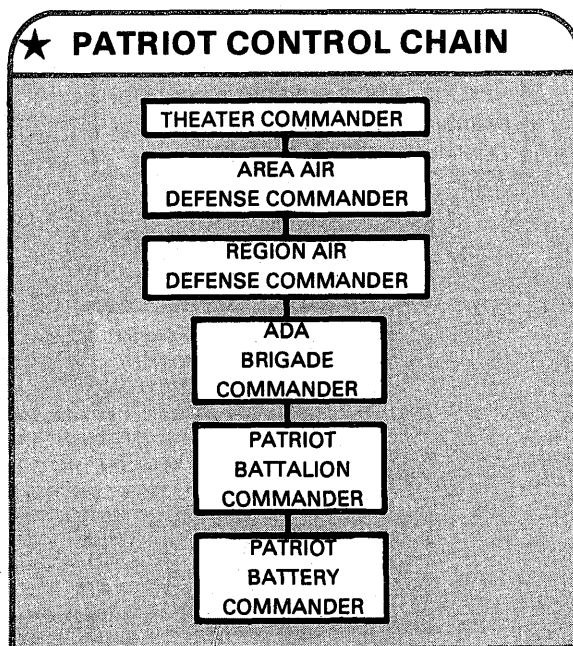 ★ PATRIOT CONTROL CHAIN
THEATER COMMANDER
AREA AIR
DEFENSE COMMANDER
REGION AIR
DEFENSE COMMANDER
ADA
BRIGADE
COMMANDER
PATRIOT
BATTALION
COMMANDER
PATRIOT
BATTERY
COMMANDER